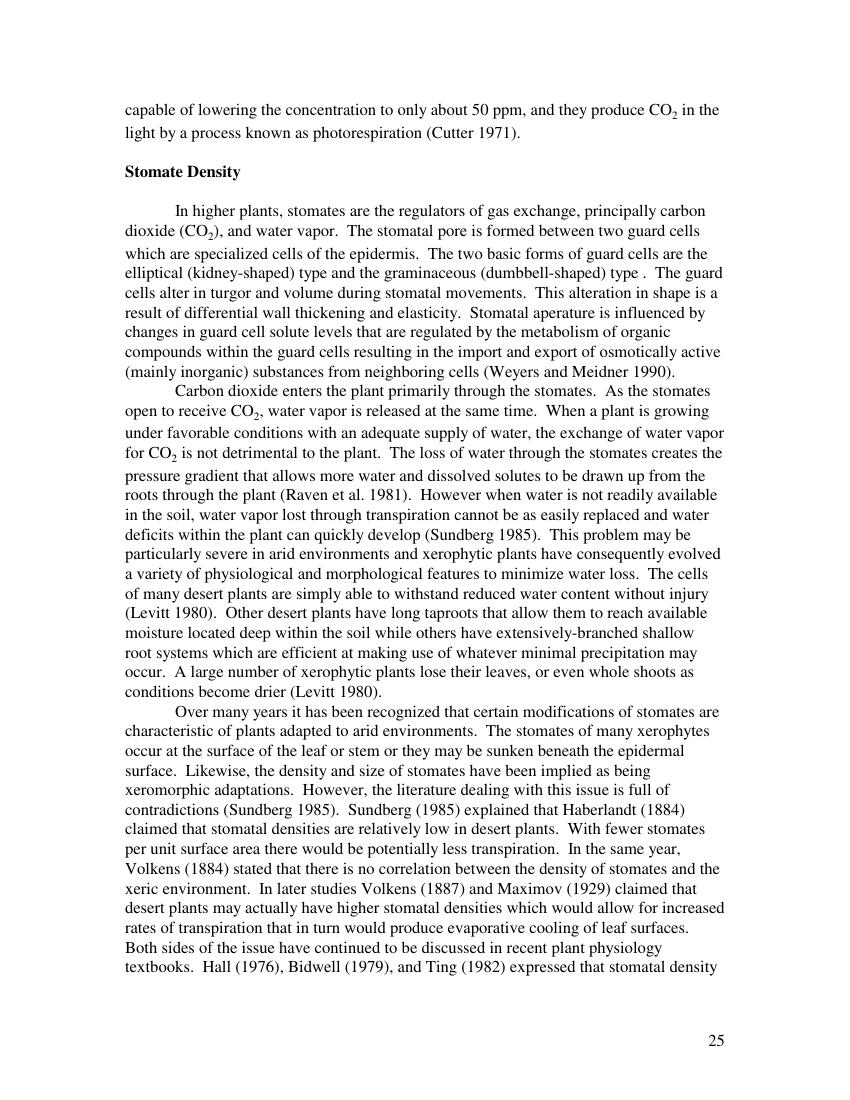 capable of lowering the concentration to only about 50 ppm, and they produce CO2 in the
light by a process known as photorespiration (Cutter 1971).
Stomate Density
In higher plants, stomates are the regulators of gas exchange, principally carbon
dioxide (CO2), and water vapor.  The stomatal pore is formed between two guard cells
which are specialized cells of the epidermis.  The two basic forms of guard cells are the
elliptical (kidney-shaped) type and the graminaceous (dumbbell-shaped) type .  The guard
cells alter in turgor and volume during stomatal movements.  This alteration in shape is a
result of differential wall thickening and elasticity.  Stomatal aperature is influenced by
changes in guard cell solute levels that are regulated by the metabolism of organic
compounds within the guard cells resulting in the import and export of osmotically active
(mainly inorganic) substances from neighboring cells (Weyers and Meidner 1990).
Carbon dioxide enters the plant primarily through the stomates.  As the stomates
open to receive CO2, water vapor is released at the same time.  When a plant is growing
under favorable conditions with an adequate supply of water, the exchange of water vapor
for CO2 is not detrimental to the plant.  The loss of water through the stomates creates the
pressure gradient that allows more water and dissolved solutes to be drawn up from the
roots through the plant (Raven et al. 1981).  However when water is not readily available
in the soil, water vapor lost through transpiration cannot be as easily replaced and water
deficits within the plant can quickly develop (Sundberg 1985).  This problem may be
particularly severe in arid environments and xerophytic plants have consequently evolved
a variety of physiological and morphological features to minimize water loss.  The cells
of many desert plants are simply able to withstand reduced water content without injury
(Levitt 1980).  Other desert plants have long taproots that allow them to reach available
moisture located deep within the soil while others have extensively-branched shallow
root systems which are efficient at making use of whatever minimal precipitation may
occur.  A large number of xerophytic plants lose their leaves, or even whole shoots as
conditions become drier (Levitt 1980).
Over many years it has been recognized that certain modifications of stomates are
characteristic of plants adapted to arid environments.  The stomates of many xerophytes
occur at the surface of the leaf or stem or they may be sunken beneath the epidermal
surface.  Likewise, the density and size of stomates have been implied as being
xeromorphic adaptations.  However, the literature dealing with this issue is full of
contradictions (Sundberg 1985).  Sundberg (1985) explained that Haberlandt (1884)
claimed that stomatal densities are relatively low in desert plants.  With fewer stomates
per unit surface area there would be potentially less transpiration.  In the same year,
Volkens (1884) stated that there is no correlation between the density of stomates and the
xeric environment.  In later studies Volkens (1887) and Maximov (1929) claimed that
desert plants may actually have higher stomatal densities which would allow for increased
rates of transpiration that in turn would produce evaporative cooling of leaf surfaces.
Both sides of the issue have continued to be discussed in recent plant physiology
textbooks.  Hall (1976), Bidwell (1979), and Ting (1982) expressed that stomatal density
25